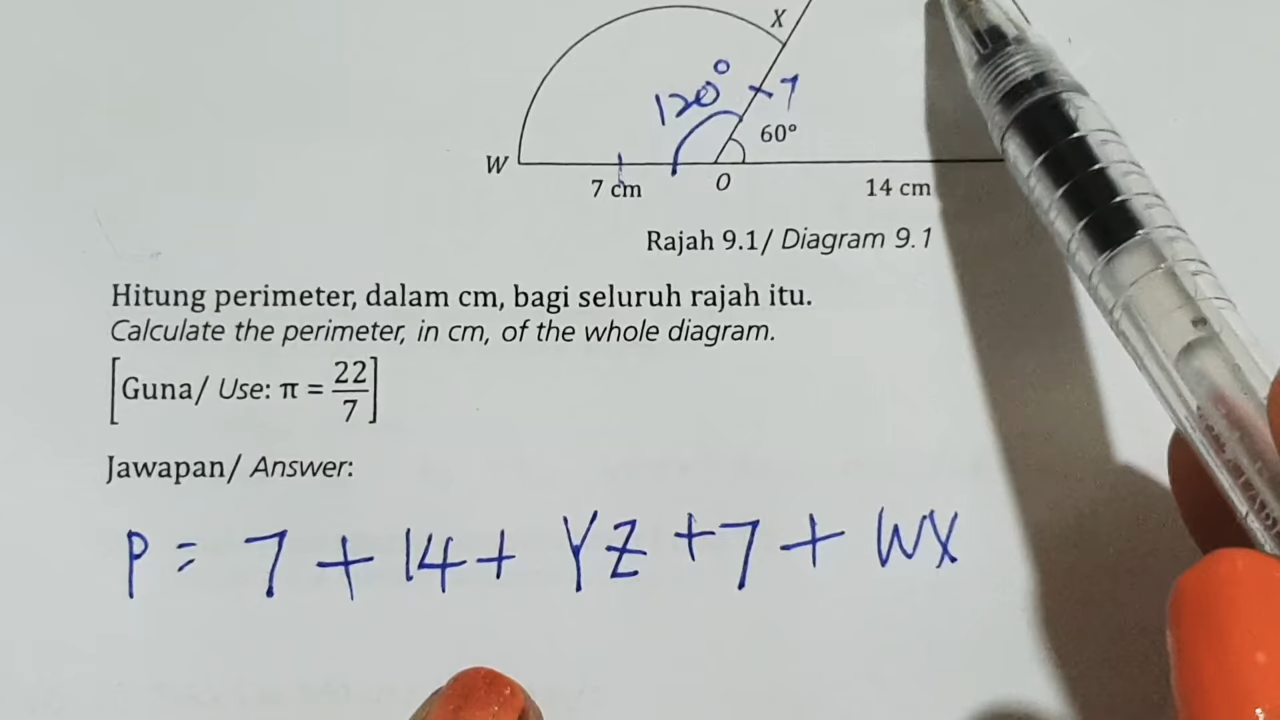 X
120°
7
60°
W
7 cm
O
14 cm
Rajah 9.1/ Diagram 9.1
Hitung perimeter, dalam cm, bagi seluruh rajah itu.
Calculate the perimeter, in cm, of the whole diagram.
[Guna/ Use: π = 22/7]
Jawapan/ Answer:
P = 7 + 14 + YZ + 7 + WX